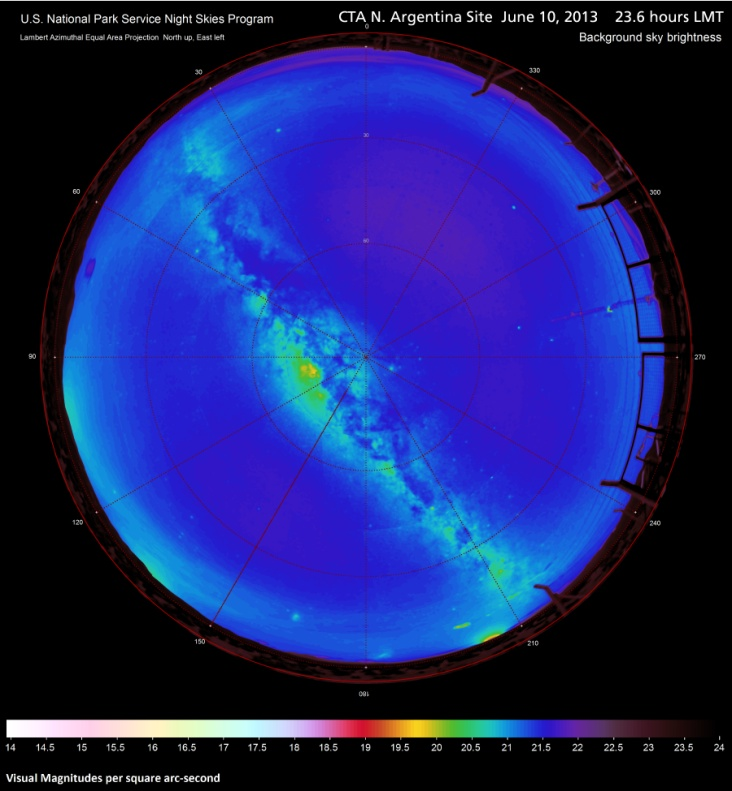 U.S. National Park Service Night Skies Program
CTA N. Argentina Site June 10, 2013 23.6 hours LMT
Lambert Azimuthal Equal Area Projection North up, East left
Background sky brightness
0
30
330
30
60
300
60
90
270
120
240
150
210
180
14 14.5 15 15.5 16 16.5 17 17.5 18 18.5 19 19.5 20 20.5 21 21.5 22 22.5 23 23.5 24
Visual Magnitudes per square arc-second